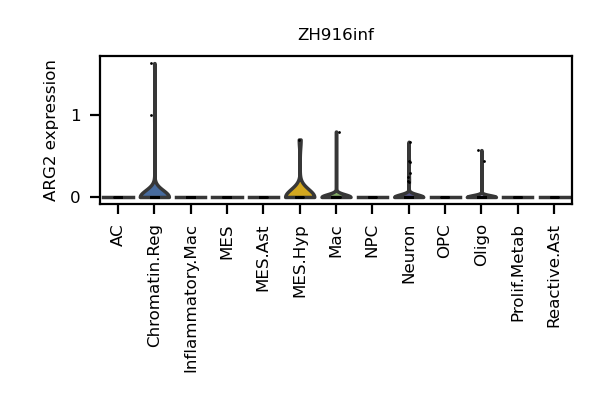 ZH916inf
ARG2 expression
1
0
AC
Chromatin.Reg
Inflammatory.Mac
MES
MES.Ast
MES.Hyp
Mac
NPC
Neuron
OPC
Oligo
Prolif.Metab
Reactive.Ast